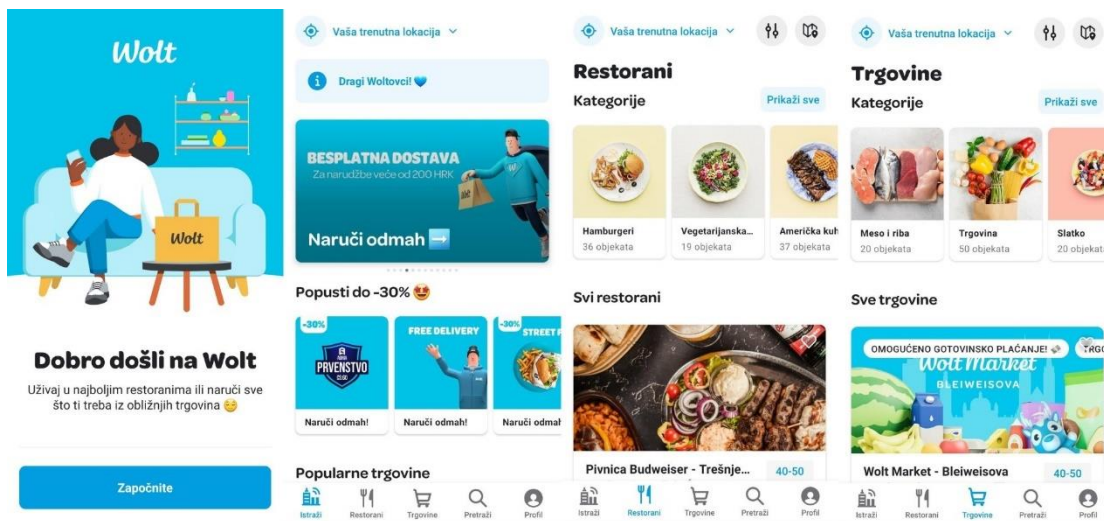 Wolt
Wolt
Dobro došli na Wolt
Uživaj u najboljim restoranima ili naruči sve
što ti treba iz obližnjih trgovina 😊
Započnite
Vaša trenutna lokacija
Dragi Woltovci! 💙
BESPLATNA DOSTAVA
Za narudžbe veće od 200 HRK
Naruči odmah ➡️
Popusti do -30% 🤩
-30%
PRVENSTVO
Naruči odmah!
FREE DELIVERY
Naruči odmah!
-30%
STREET F
Naruči odmah
Popularne trgovine
Istraži
Restorani
Trgovine
Pretraži
Profil
Vaša trenutna lokacija
Restorani
Kategorije
Prikaži sve
Hamburgeri
36 objekata
Vegetarijanska...
19 objekata
Američka kuh
37 objekata
Svi restorani
Pivnica Budweiser - Trešnje...
40-50
Istraži
Restorani
Trgovine
Pretraži
Profil
Vaša trenutna lokacija
Trgovine
Kategorije
Prikaži sve
Meso i riba
20 objekata
Trgovina
50 objekata
Slatko
20 objekat
Sve trgovine
OMOGUĆENO GOTOVINSKO PLAĆANJE! 💸
TRGO
Wolt Market
BLEIWEISOVA
Wolt Market - Bleiweisova
40-50
Istraži
Restorani
Trgovine
Pretraži
Profil